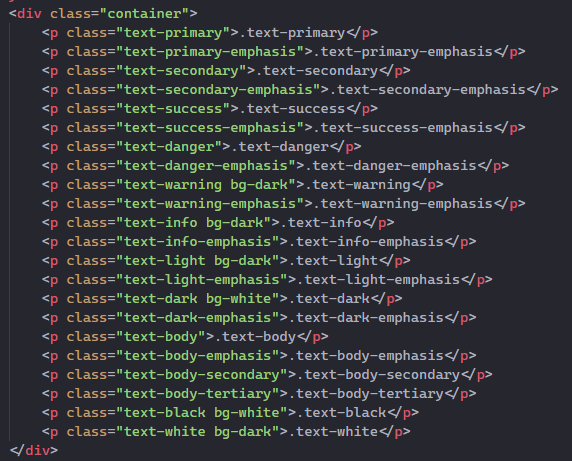 <div class="container">
    <p class="text-primary">.text-primary</p>
    <p class="text-primary-emphasis">.text-primary-emphasis</p>
    <p class="text-secondary">.text-secondary</p>
    <p class="text-secondary-emphasis">.text-secondary-emphasis</p>
    <p class="text-success">.text-success</p>
    <p class="text-success-emphasis">.text-success-emphasis</p>
    <p class="text-danger">.text-danger</p>
    <p class="text-danger-emphasis">.text-danger-emphasis</p>
    <p class="text-warning bg-dark">.text-warning</p>
    <p class="text-warning-emphasis">.text-warning-emphasis</p>
    <p class="text-info bg-dark">.text-info</p>
    <p class="text-info-emphasis">.text-info-emphasis</p>
    <p class="text-light bg-dark">.text-light</p>
    <p class="text-light-emphasis">.text-light-emphasis</p>
    <p class="text-dark bg-white">.text-dark</p>
    <p class="text-dark-emphasis">.text-dark-emphasis</p>
    <p class="text-body">.text-body</p>
    <p class="text-body-emphasis">.text-body-emphasis</p>
    <p class="text-body-secondary">.text-body-secondary</p>
    <p class="text-body-tertiary">.text-body-tertiary</p>
    <p class="text-black bg-white">.text-black</p>
    <p class="text-white bg-dark">.text-white</p>
</div>